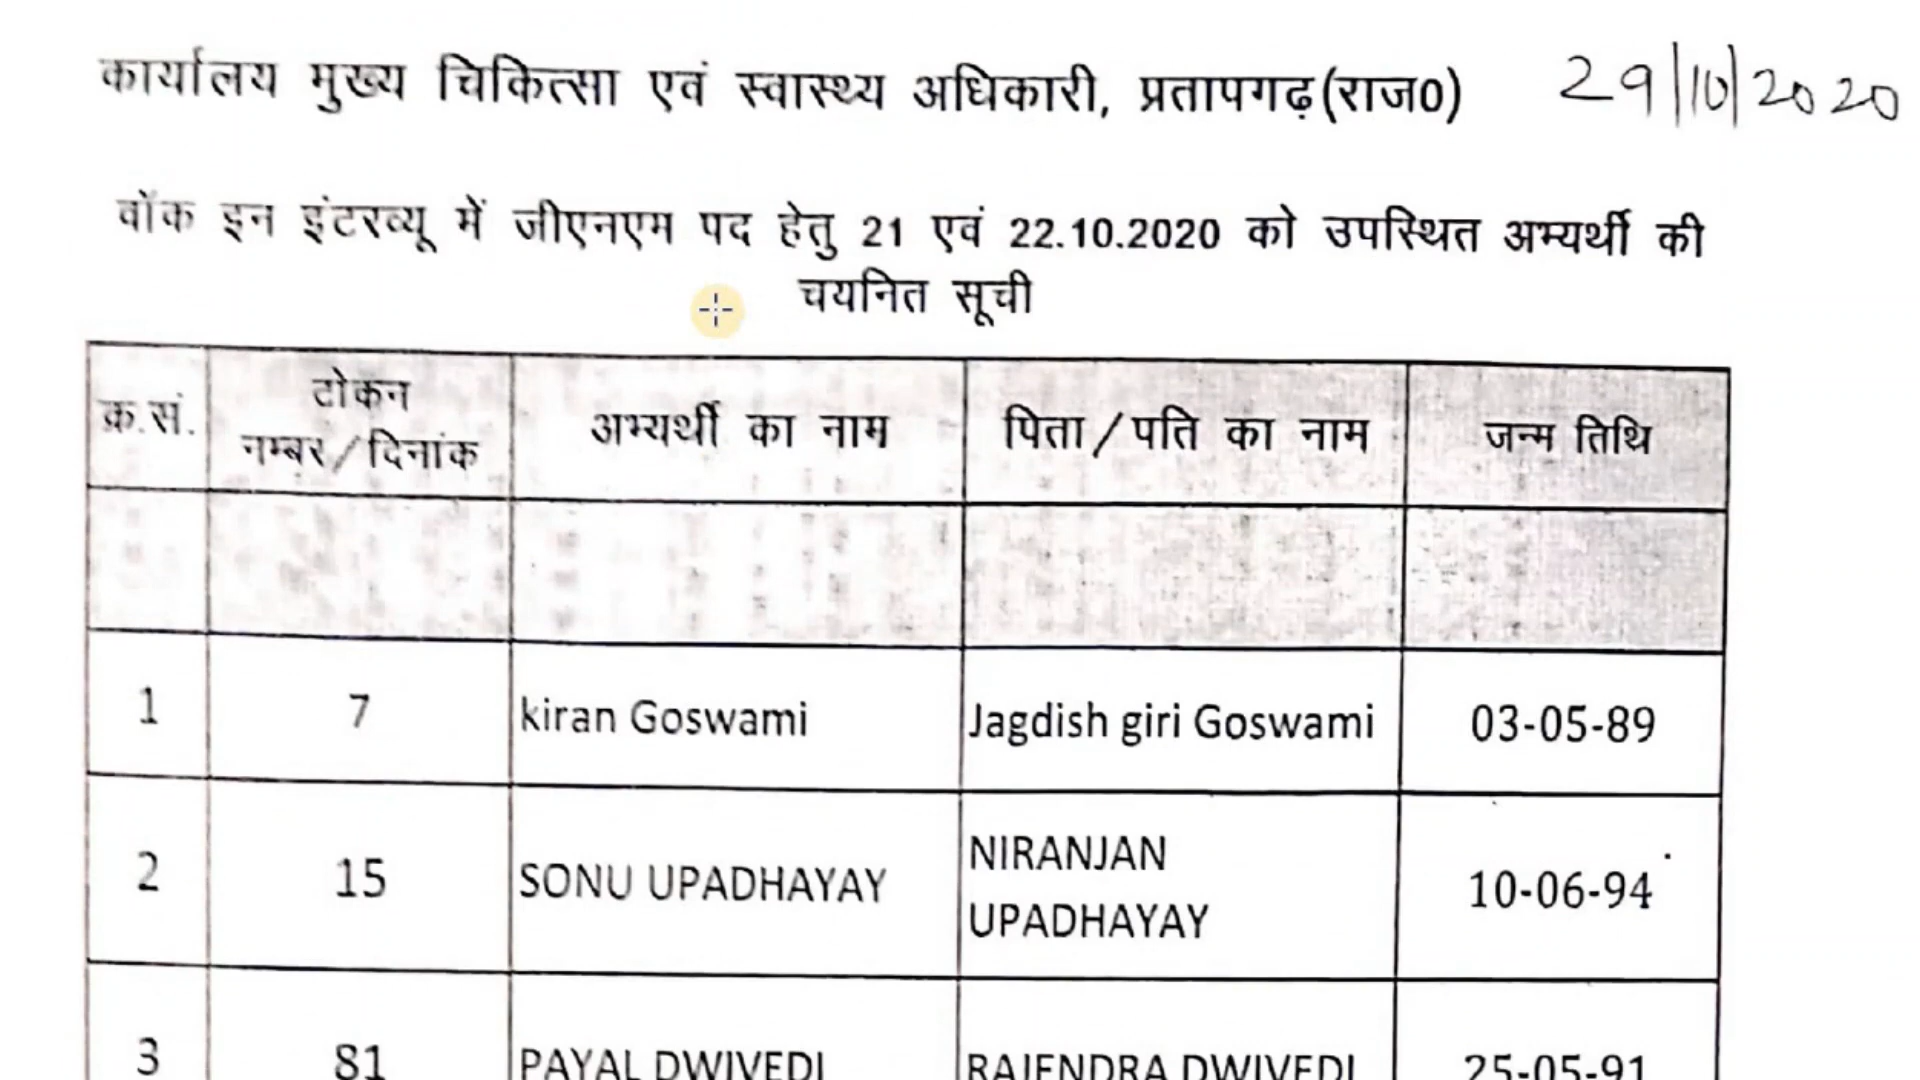 कार्यालय मुख्य चिकित्सा एवं स्वास्थ्य अधिकारी, प्रतापगढ़(राज0) 29/10/2020
वॉक इन इंटरव्यू में जीएनएम पद हेतु 21 एवं 22.10.2020 को उपस्थित अभ्यर्थी की
चयनित सूची
क्र.सं. टोकन नम्बर/दिनांक अभ्यर्थी का नाम पिता/पति का नाम जन्म तिथि
1 7 kiran Goswami Jagdish giri Goswami 03-05-89
2 15 SONU UPADHAYAY NIRANJAN UPADHAYAY 10-06-94
3 81 PAYAL DWIVEDI RAJENDRA DWIVEDI 25-05-91